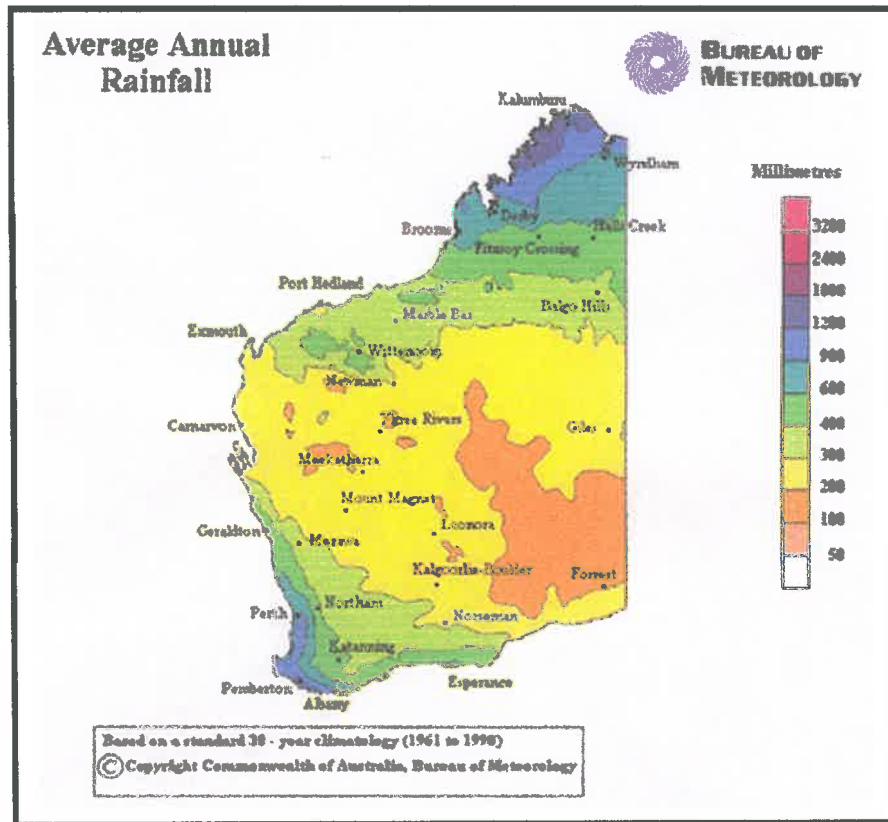 Average Annual
Rainfall
BUREAU OF
METEOROLOGY
Kalumburu
Wyndham
Millimetres
Derby
Broome
Halls Creek
Fitzroy Crossing
3200
2400
1800
1200
900
600
400
300
200
100
50
Port Hedland
Balgo Hills
Marble Bar
Exmouth
Wittenoom
Newman
Carnarvon
Three Rivers
Giles
Meekatharra
Mount Magnet
Leonora
Geraldton
Morawa
Kalgoorlie-Boulder
Forrest
Northam
Perth
Norseman
Katanning
Pemberton
Esperance
Albany
Based on a standard 30 - year climatology (1961 to 1990)
© Copyright Commonwealth of Australia, Bureau of Meteorology